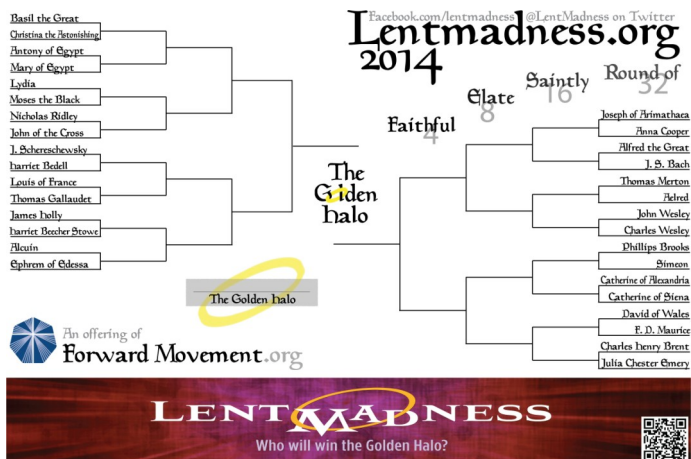 Facebook.com/lentmadness @LentMadness on Twitter
Lentmadness.org
2014
Round of
32
Saintly
16
Elate
8
Faithful
4
Basil the Great
Christina the Astonishing
Antony of Egypt
Mary of Egypt
Lydia
Moses the Black
Nicholas Ridley
John of the Cross
J. Schereschewsky
Harriet Bedell
Louis of France
Thomas Gallaudet
James Holly
Harriet Beecher Stowe
Alcuin
Ephrem of Edessa
The
Golden
Halo
Joseph of Arimathaea
Anna Cooper
Alfred the Great
J. S. Bach
Thomas Merton
Aelred
John Wesley
Charles Wesley
Phillips Brooks
Simeon
Catherine of Alexandria
Catherine of Siena
David of Wales
F. D. Maurice
Charles Henry Brent
Julia Chester Emery
The Golden Halo
An offering of
Forward Movement.org
LENT MADNESS
Who will win the Golden Halo?